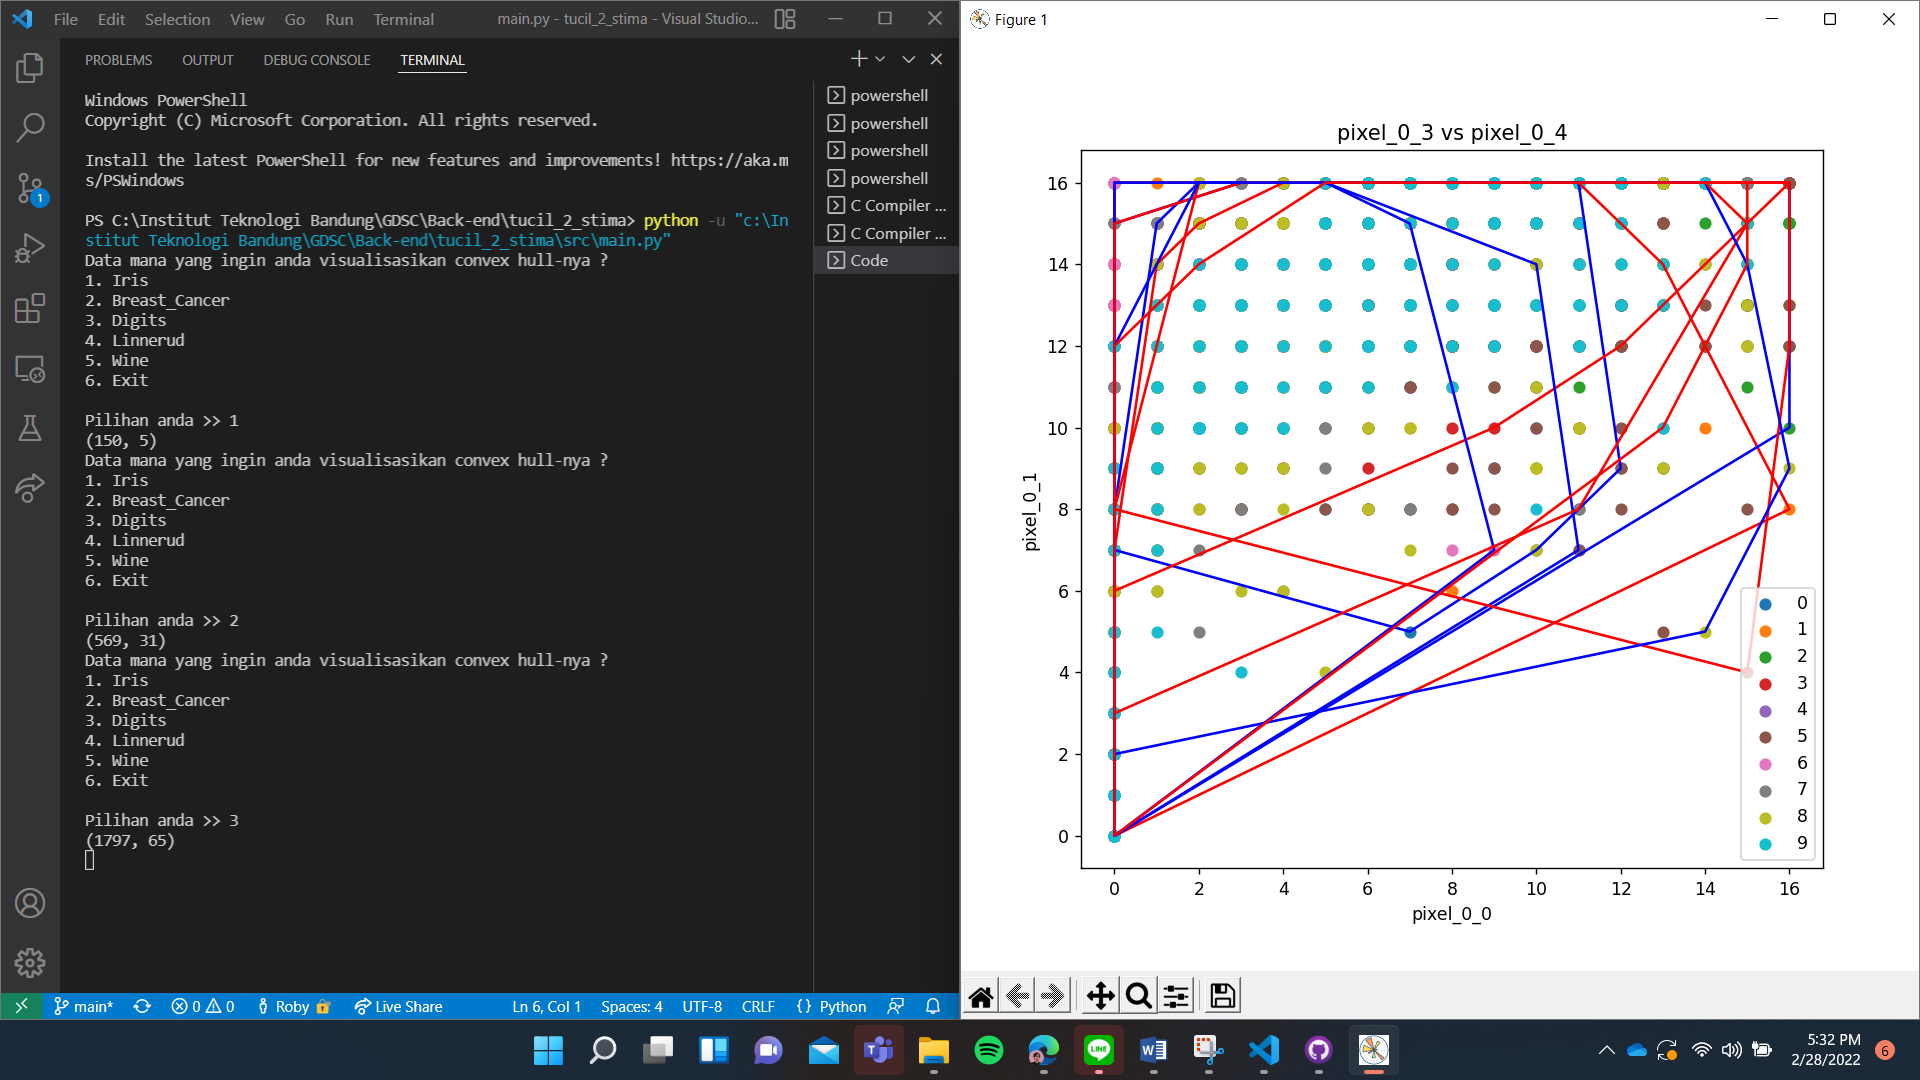 File Edit Selection View Go Run Terminal
main.py - tucil_2_stima - Visual Studio...
PROBLEMS OUTPUT DEBUG CONSOLE TERMINAL
Windows PowerShell
Copyright (C) Microsoft Corporation. All rights reserved.
Install the latest PowerShell for new features and improvements! https://aka.m
s/PSWindows
PS C:\Institut Teknologi Bandung\GDSC\Back-end\tucil_2_stima> python -u "c:\In
stitut Teknologi Bandung\GDSC\Back-end\tucil_2_stima\src\main.py"
Data mana yang ingin anda visualisasikan convex hull-nya ?
1. Iris
2. Breast_Cancer
3. Digits
4. Linnerud
5. Wine
6. Exit
Pilihan anda >> 1
(150, 5)
Data mana yang ingin anda visualisasikan convex hull-nya ?
1. Iris
2. Breast_Cancer
3. Digits
4. Linnerud
5. Wine
6. Exit
Pilihan anda >> 2
(569, 31)
Data mana yang ingin anda visualisasikan convex hull-nya ?
1. Iris
2. Breast_Cancer
3. Digits
4. Linnerud
5. Wine
6. Exit
Pilihan anda >> 3
(1797, 65)
powershell
powershell
powershell
powershell
C Compiler ...
C Compiler ...
Code
1
main* 0 0 Roby Live Share Ln 6, Col 1 Spaces: 4 UTF-8 CRLF {} Python
Figure 1
pixel_0_3 vs pixel_0_4
16
14
12
10
8
6
4
2
0
pixel_0_1
0 2 4 6 8 10 12 14 16
pixel_0_0
0
1
2
3
4
5
6
7
8
9
LINE
5:32 PM
2/28/2022
6